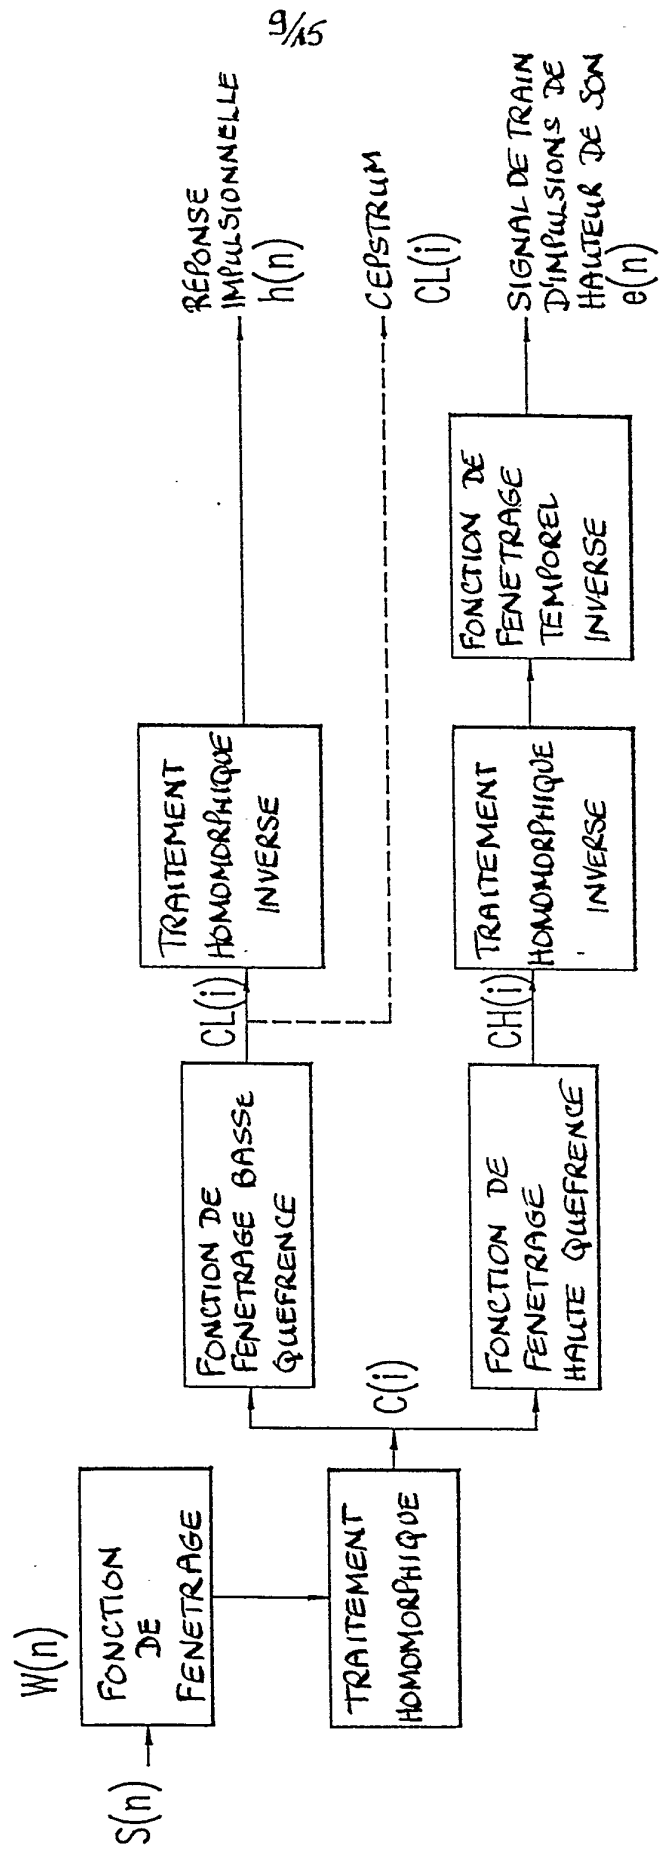 9/15
S(n)
W(n)
FONCTION
DE
FENETRAGE
TRAITEMENT
HOMOMORPHIQUE
C(i)
FONCTION DE
FENETRAGE BASSE
QUEFRENCE
CL(i)
TRAITEMENT
HOMOMORPHIQUE
INVERSE
RÉPONSE
IMPULSIONNELLE
h(n)
CEPSTRUM
CL(i)
FONCTION DE
FENETRAGE
HAUTE QUEFRENCE
CH(i)
TRAITEMENT
HOMOMORPHIQUE
INVERSE
FONCTION DE
FENETRAGE
TEMPOREL
INVERSE
SIGNAL DE TRAIN
D'IMPULSIONS DE
HAUTEUR DE SON
e(n)